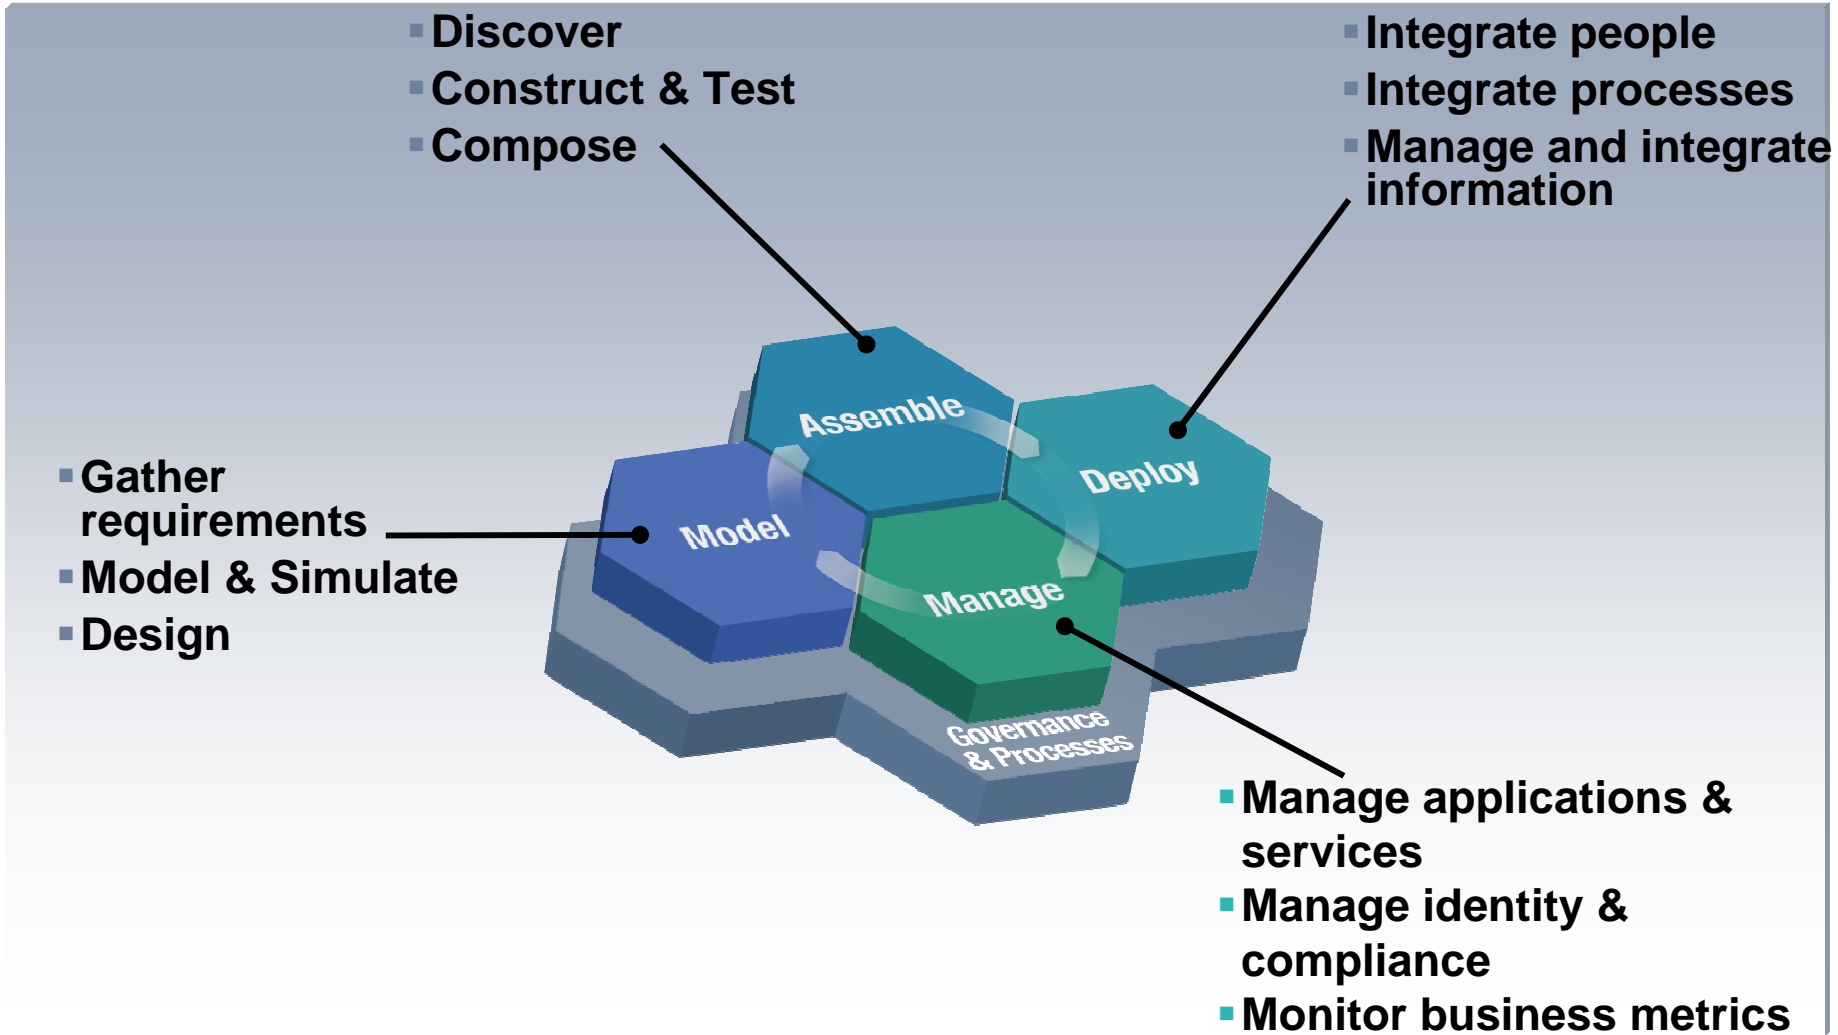 Discover
Construct & Test
Compose
Integrate people
Integrate processes
Manage and integrate
information
Assemble
Deploy
Gather
requirements
Model & Simulate
Design
Model
Manage
Governance
& Processes
Manage applications &
services
Manage identity &
compliance
Monitor business metrics